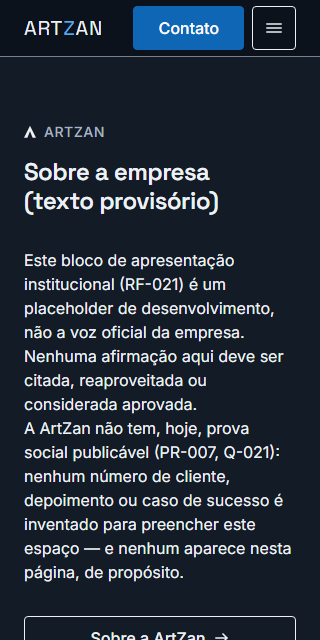 ARTZAN
Contato
ARTZAN
Sobre a empresa
(texto provisório)
Este bloco de apresentação
institucional (RF-021) é um
placeholder de desenvolvimento,
não a voz oficial da empresa.
Nenhuma afirmação aqui deve ser
citada, reaproveitada ou
considerada aprovada.
A ArtZan não tem, hoje, prova
social publicável (PR-007, Q-021):
nenhum número de cliente,
depoimento ou caso de sucesso é
inventado para preencher este
espaço — e nenhum aparece nesta
página, de propósito.
Sobre a ArtZan →